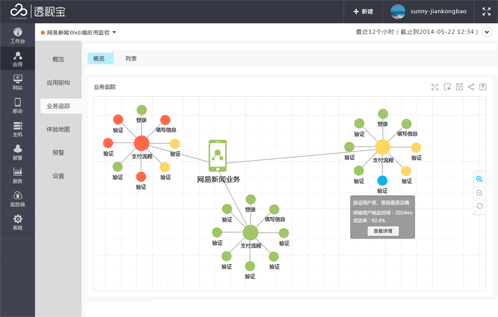 透视宝
+ 新建
sunny-jiankongbao
工作台
网易新闻Web端应用监控
最近12个小时 ( 截止到2014-05-22 12:34 )
应用
概览
概览
列表
网站
应用架构
业务追踪
移动
业务追踪
体验地图
主机
报警
报警
设置
报告
监控端
系统
登录
验证
填写信息
验证
验证
支付流程
验证
验证
验证
网易新闻业务
登录
验证
填写信息
验证
验证
支付流程
验证
验证
登录
验证
填写信息
验证
验证
支付流程
验证
验证
验证
验证用户名、密码是否正确
终端用户响应时间：2014ms
成功率：92.4%
查看详情